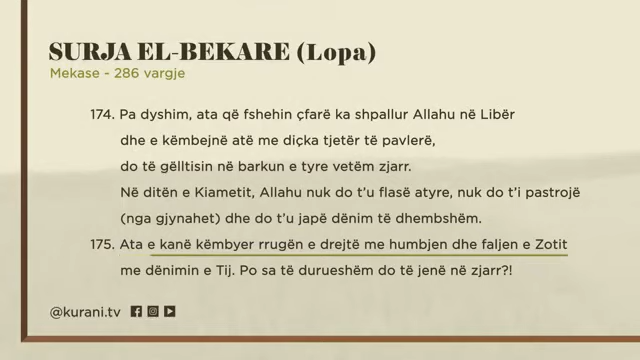 SURJA EL-BEKARE (Lopa)
Mekase - 286 vargje
174. Pa dyshim, ata që fshehin çfarë ka shpallur Allahu në Libër
dhe e këmbejnë atë me diçka tjetër të pavlerë,
do të gëlltisin në barkun e tyre vetëm zjarr.
Në ditën e Kiametit, Allahu nuk do t'u flasë atyre, nuk do t'i pastrojë
(nga gjynahet) dhe do t'u japë dënim të dhembshëm.
175. Ata e kanë këmbyer rrugën e drejtë me humbjen dhe faljen e Zotit
me dënimin e Tij. Po sa të durueshëm do të jenë në zjarr?!
@kurani.tv